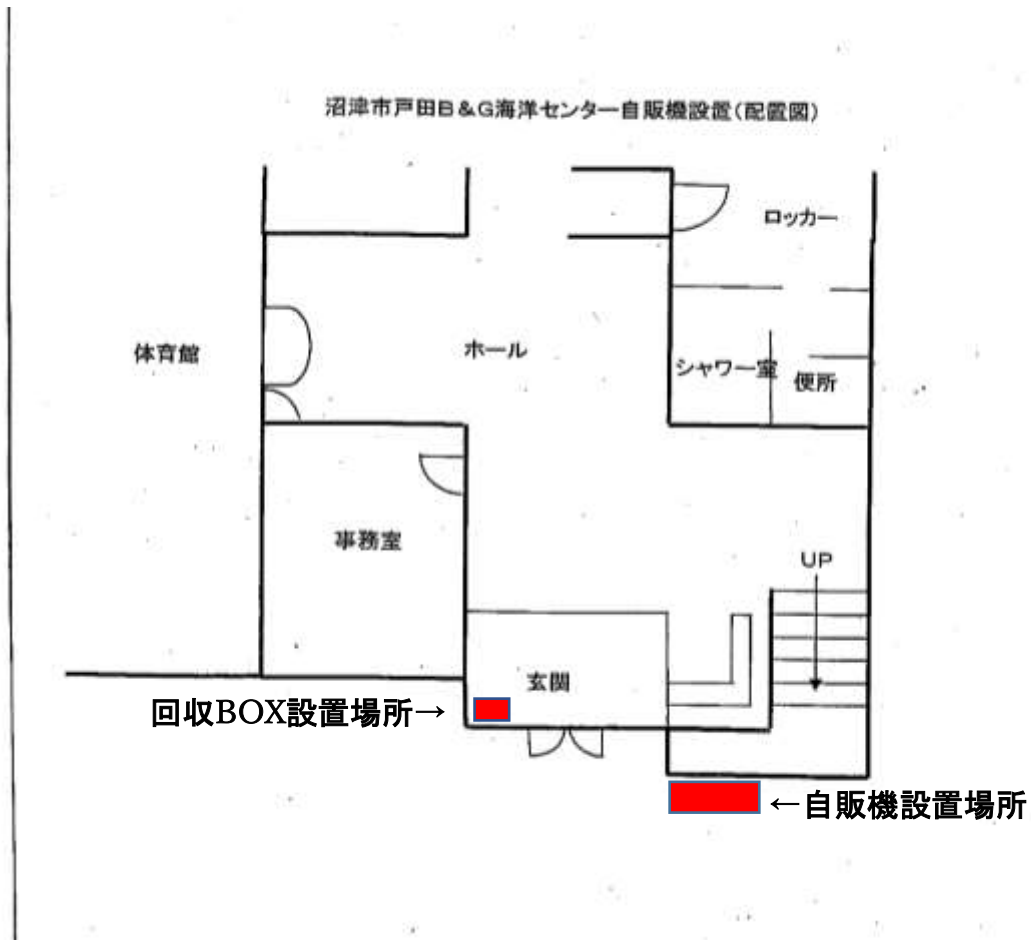 沼津市戸田B&G海洋センター自販機設置(配置図)
ロッカー
体育館
ホール
シャワー室
便所
事務室
UP
玄関
回収BOX設置場所→
←自販機設置場所